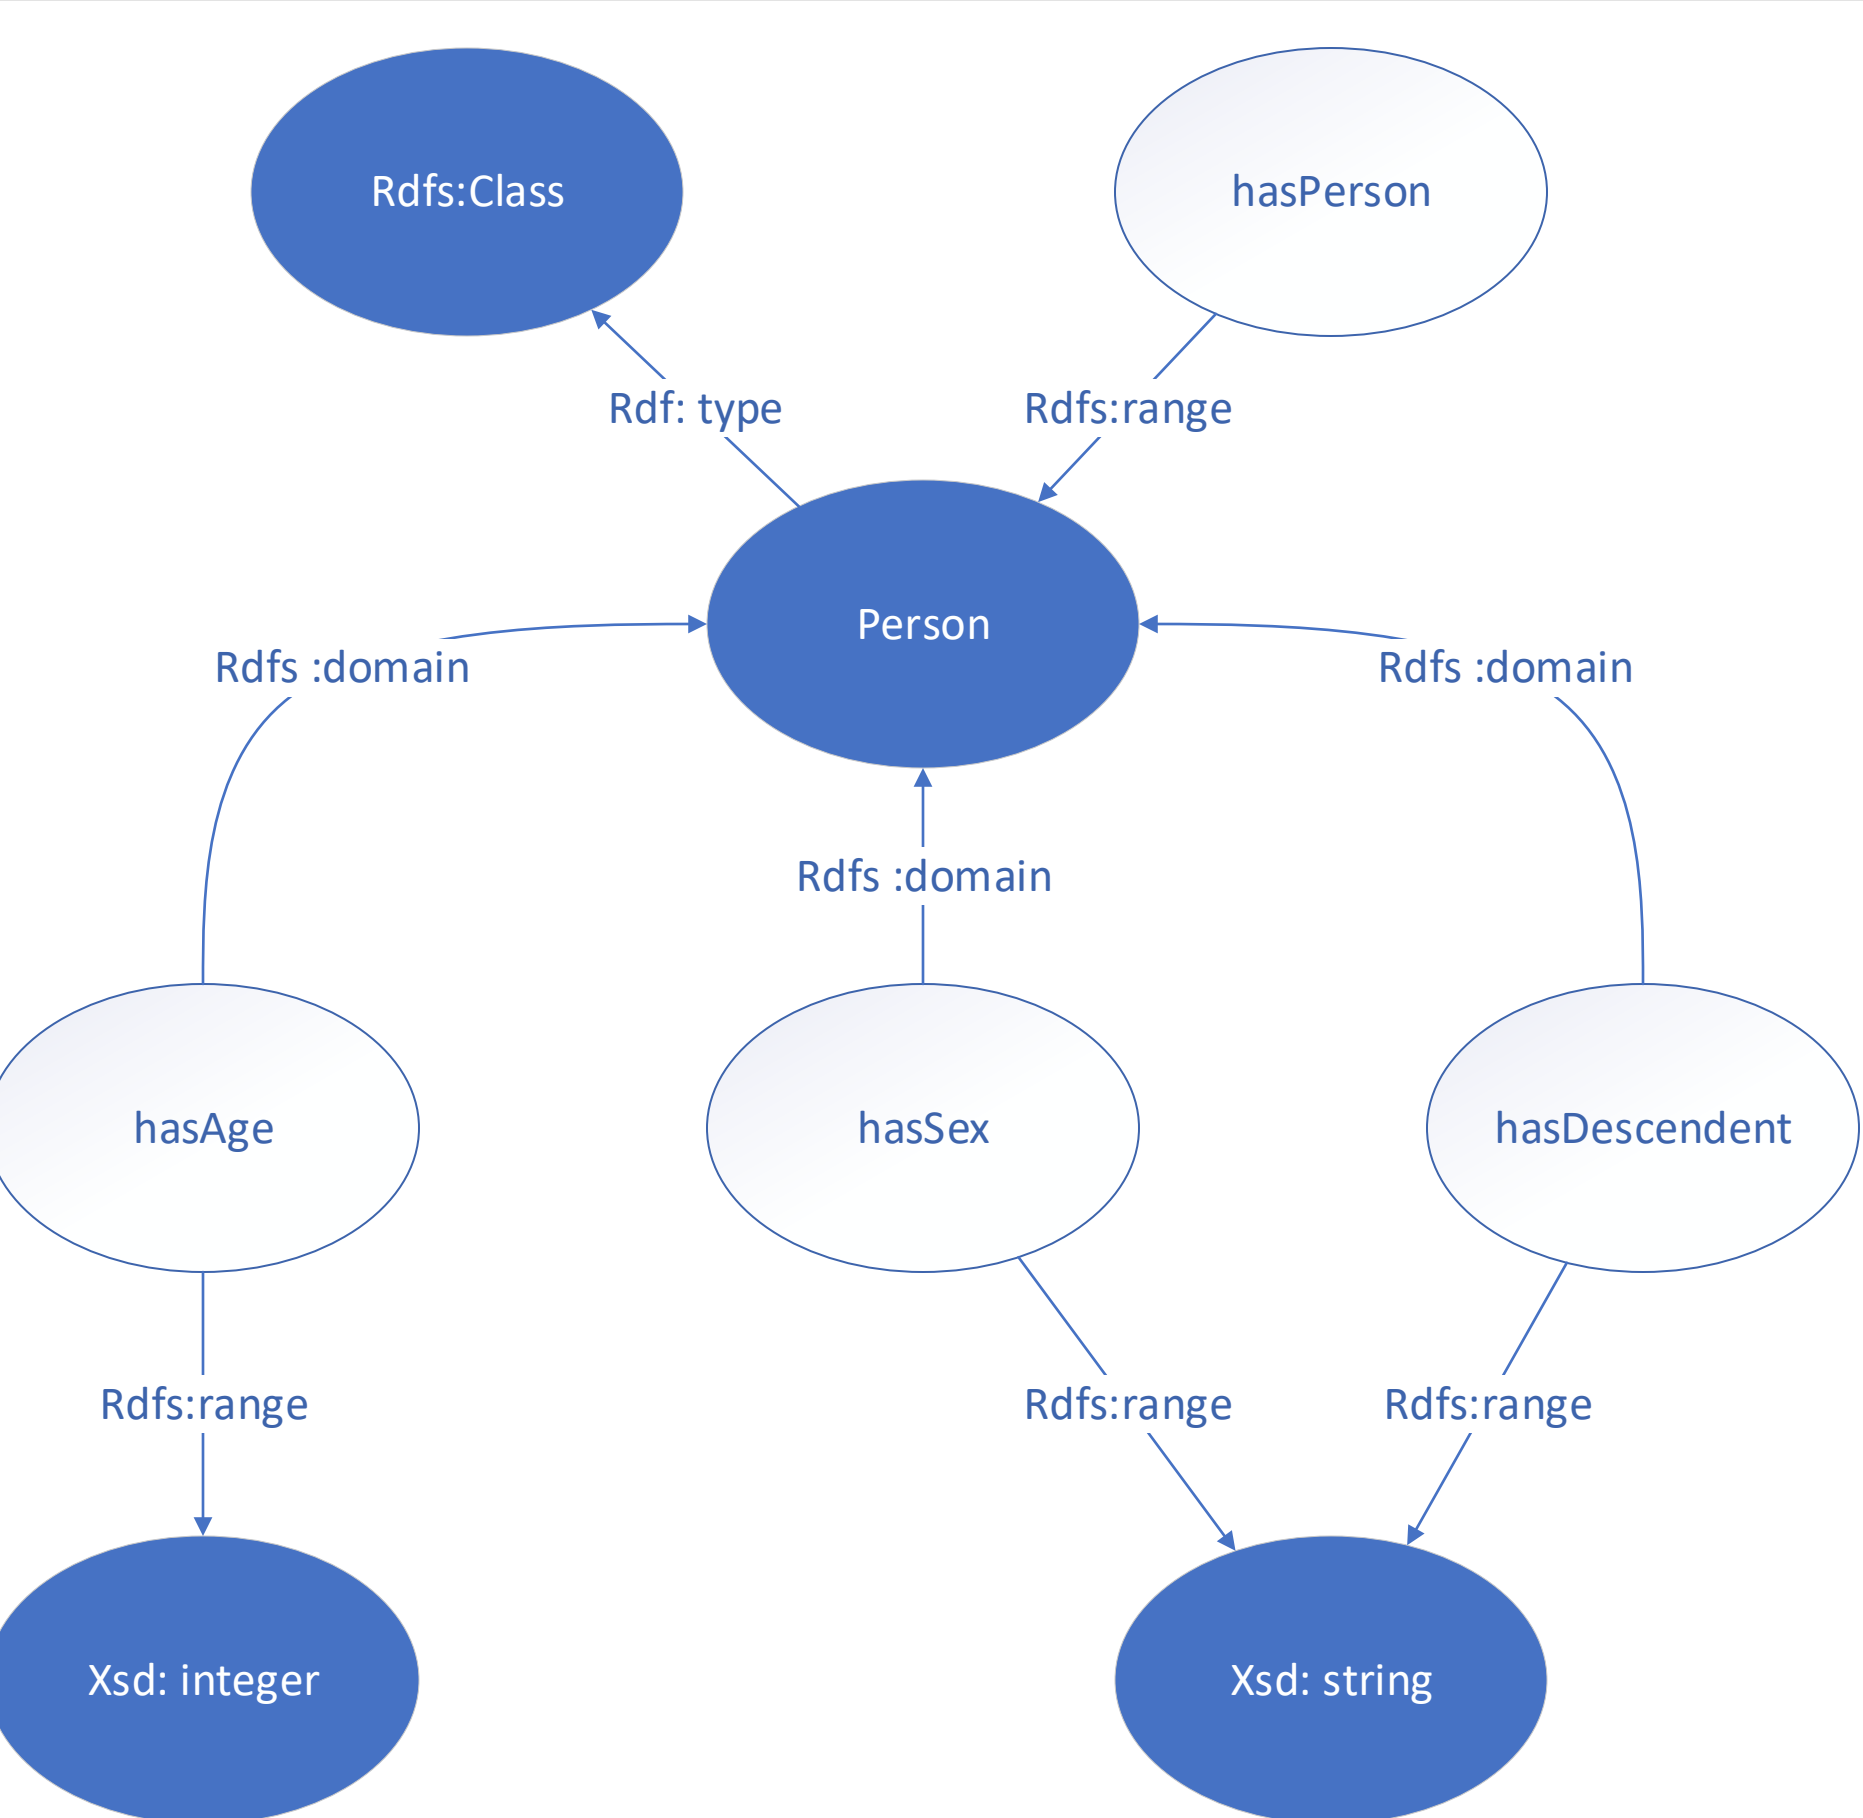 Rdfs:Class
hasPerson
Rdf: type
Rdfs:range
Person
Rdfs :domain
Rdfs :domain
Rdfs :domain
hasAge
hasSex
hasDescendent
Rdfs:range
Rdfs:range
Rdfs:range
Xsd: integer
Xsd: string